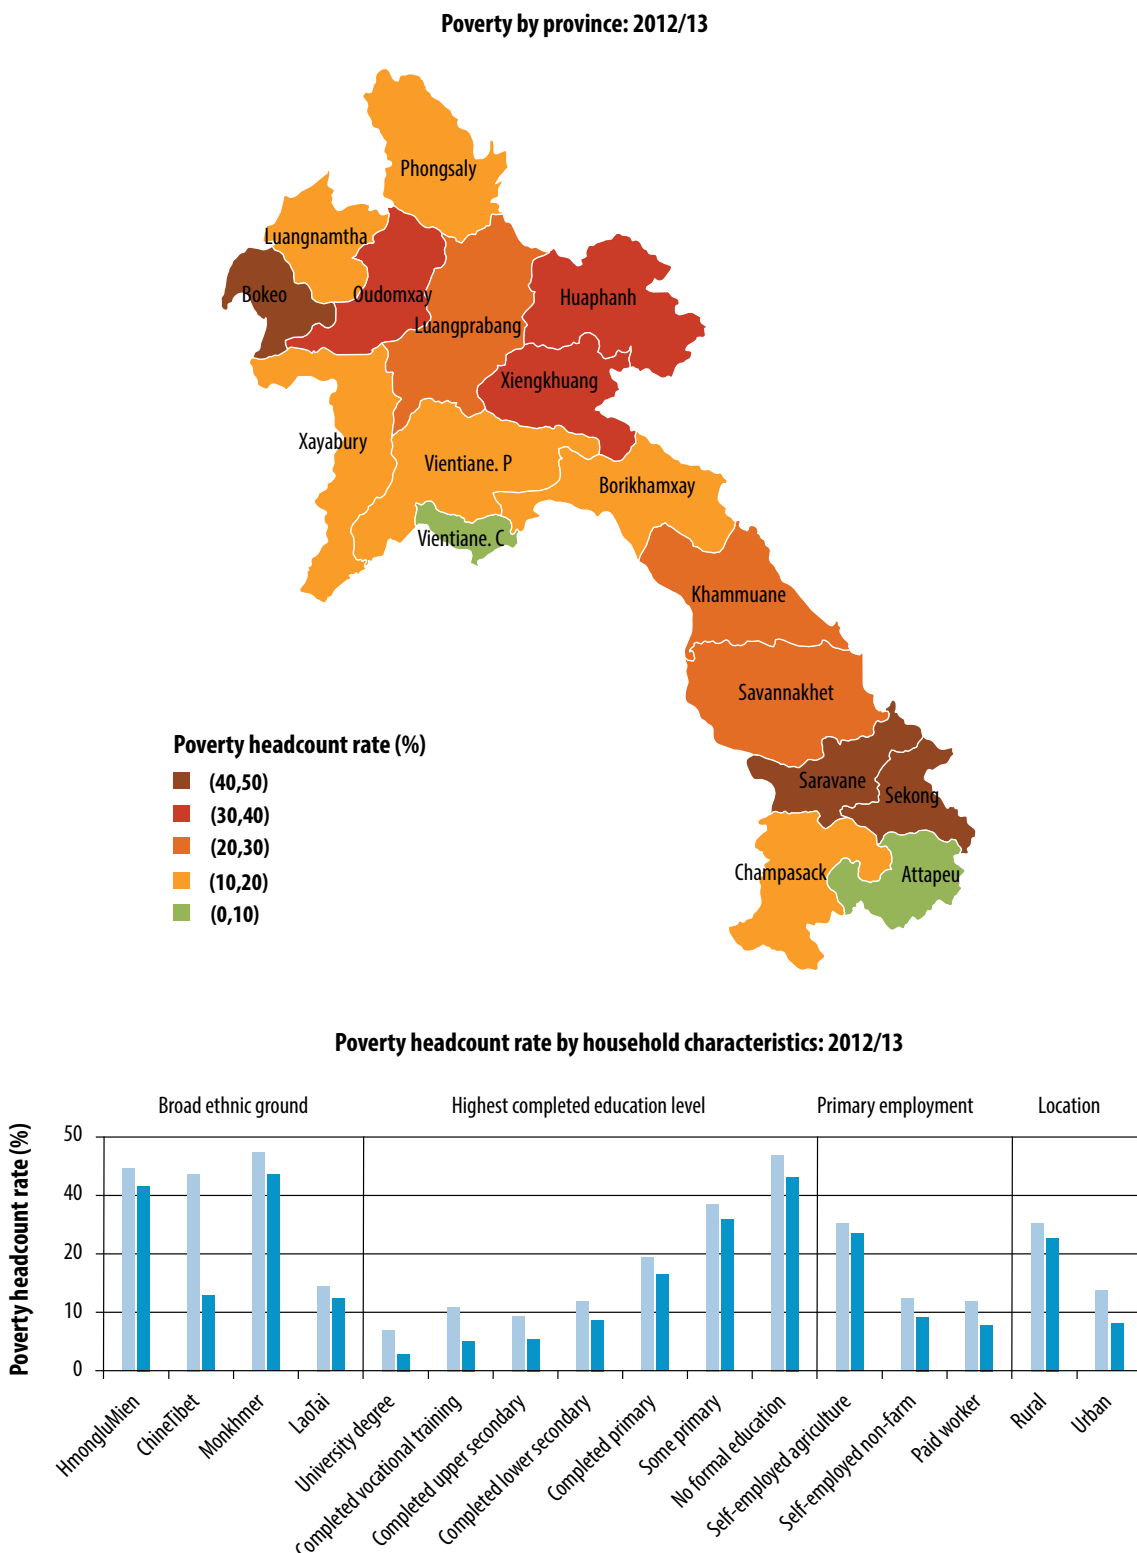 Poverty by province: 2012/13
Phongsaly
Luangnamtha
Bokeo
Oudomxay
Huaphanh
Luangprabang
Xiengkhuang
Xayabury
Vientiane. P
Borikhamxay
Vientiane. C
Khammuane
Savannakhet
Poverty headcount rate (%)
(40,50)
(30,40)
(20,30)
(10,20)
(0,10)
Saravane
Sekong
Champasack
Attapeu
Poverty headcount rate by household characteristics: 2012/13
Broad ethnic ground
Highest completed education level
Primary employment
Location
Poverty headcount rate (%)
50
40
20
10
0
HmongIuMien
ChineTibet
Monkhmer
LaoTai
University degree
Completed vocational training
Completed upper secondary
Completed lower secondary
Completed primary
Some primary
No formal education
Self-employed agriculture
Self-employed non-farm
Paid worker
Rural
Urban